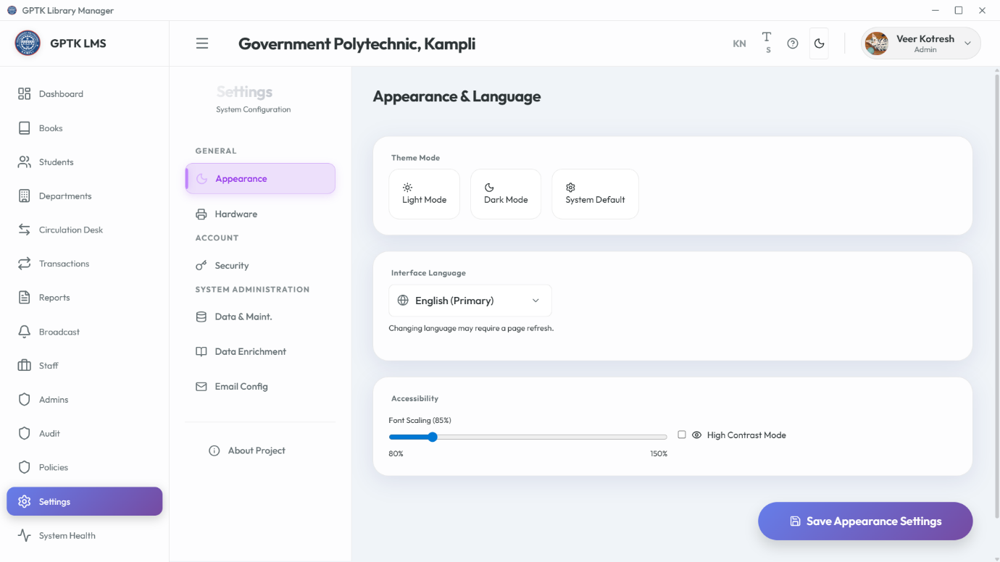 GPTK Library Manager
GPTK LMS
Government Polytechnic, Kampli
KN
T
S
Veer Kotresh
Admin
Dashboard
Books
Students
Departments
Circulation Desk
Transactions
Reports
Broadcast
Staff
Admins
Audit
Policies
Settings
System Health
Settings
System Configuration
GENERAL
Appearance
Hardware
ACCOUNT
Security
SYSTEM ADMINISTRATION
Data & Maint.
Data Enrichment
Email Config
About Project
Appearance & Language
Theme Mode
Light Mode
Dark Mode
System Default
Interface Language
English (Primary)
Changing language may require a page refresh.
Accessibility
Font Scaling (85%)
80%
150%
High Contrast Mode
Save Appearance Settings